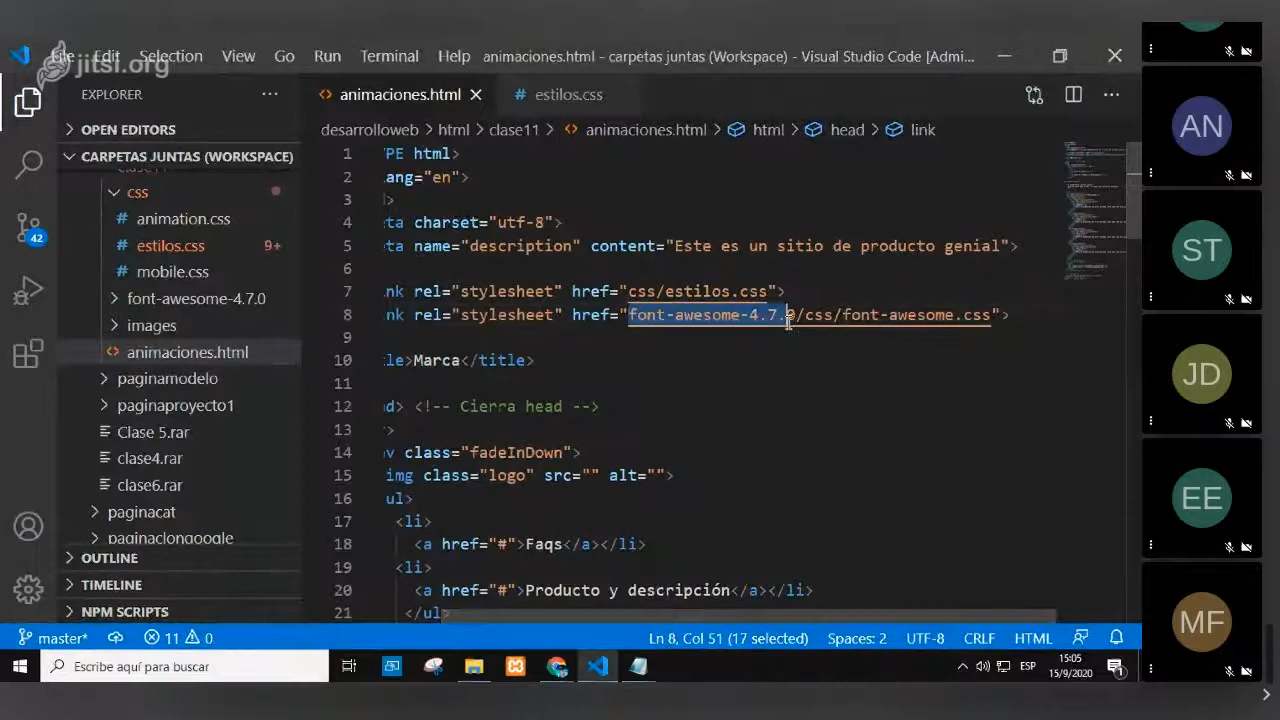 File Edit Selection View Go Run Terminal Help animaciones.html - carpetas juntas (Workspace) - Visual Studio Code [Admi...
jitsi.org
EXPLORER
OPEN EDITORS
CARPETAS JUNTAS (WORKSPACE)
css
animation.css
estilos.css 9+
mobile.css
font-awesome-4.7.0
images
animaciones.html
paginamodelo
paginaproyecto1
Clase 5.rar
clase4.rar
clase6.rar
paginacat
paginaclongoogle
OUTLINE
TIMELINE
NPM SCRIPTS
42
animaciones.html estilos.css
desarrolloweb > html > clase11 > animaciones.html > html > head > link
1 PE html>
2 ang="en">
3 >
4 ta charset="utf-8">
5 ta name="description" content="Este es un sitio de producto genial">
6
7 nk rel="stylesheet" href="css/estilos.css">
8 nk rel="stylesheet" href="font-awesome-4.7.0/css/font-awesome.css">
9
10 le>Marca</title>
11
12 d> <!-- Cierra head -->
13 >
14 v class="fadeInDown">
15 img class="logo" src="" alt="">
16 ul>
17 <li>
18 <a href="#">Faqs</a></li>
19 <li>
20 <a href="#">Producto y descripción</a></li>
21 </ul>
master* 11 0 Ln 8, Col 51 (17 selected) Spaces: 2 UTF-8 CRLF HTML
Escribe aquí para buscar
ESP
15:05
15/9/2020
1
AN
ST
JD
EE
MF